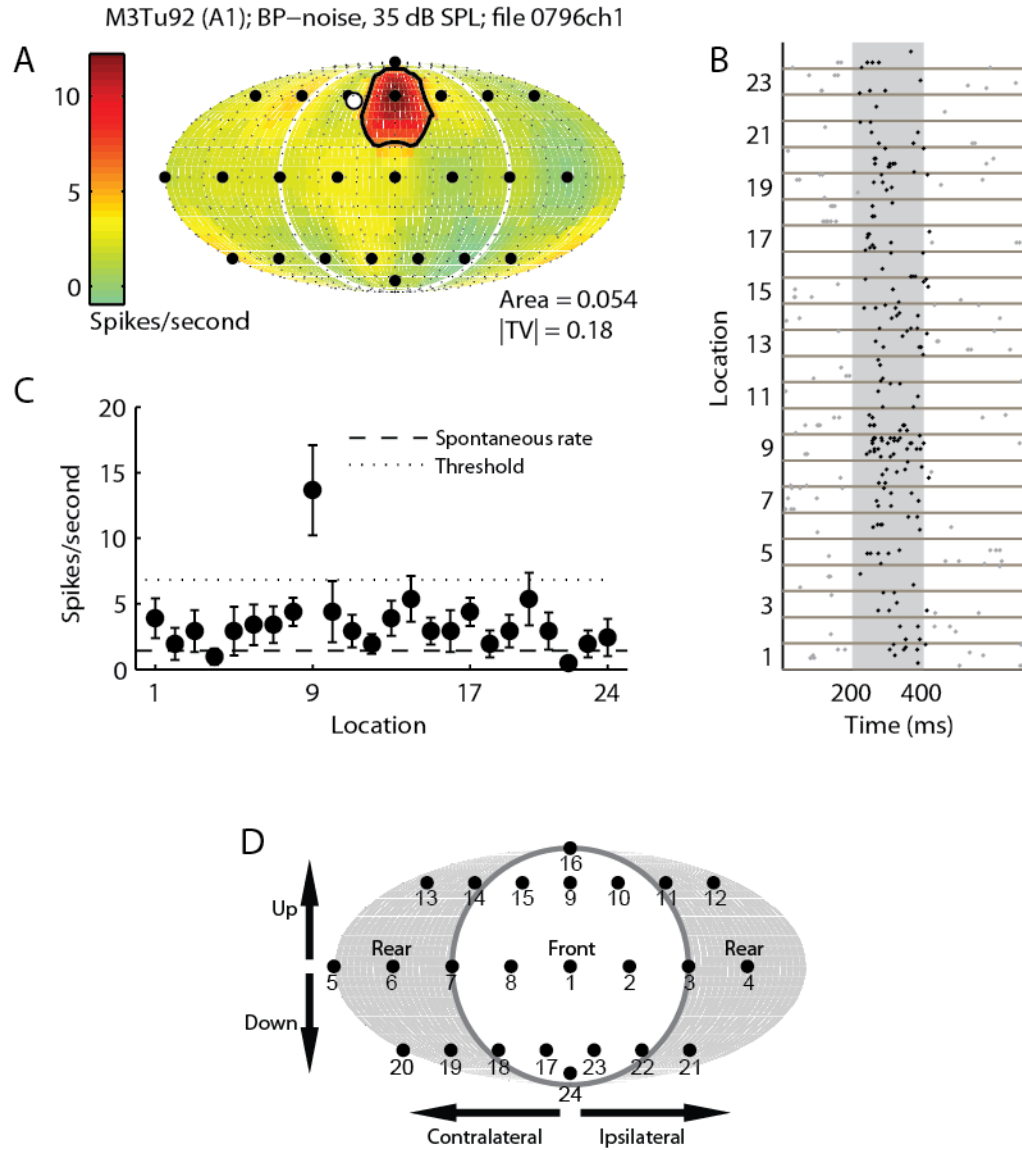 M3Tu92 (A1); BP−noise, 35 dB SPL; file 0796ch1
A
10
5
0
Spikes/second
Area = 0.054
|TV| = 0.18
B
23
21
19
17
15
13
11
9
7
5
3
1
Location
200 400
Time (ms)
C
20
15
10
5
0
Spikes/second
Spontaneous rate
Threshold
1 9 17 24
Location
D
Up
Down
16
13 14 15 9 10 11 12
Rear Front Rear
5 6 7 8 1 2 3 4
20 19 18 17 23 22 21
24
Contralateral Ipsilateral